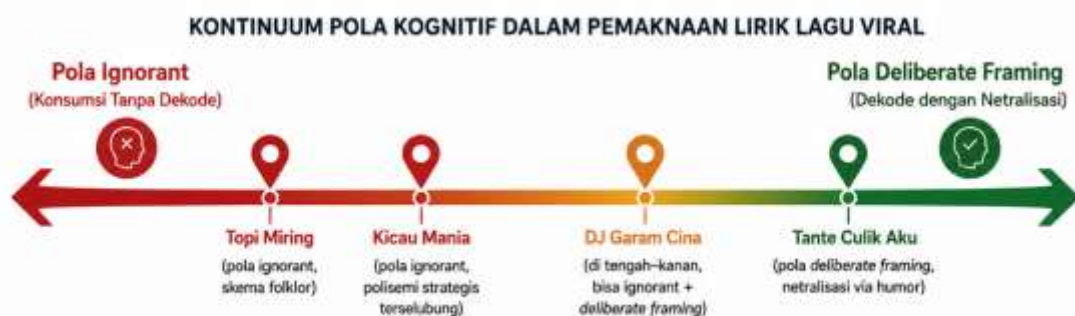 KONTINUUM POLA KOGNITIF DALAM PEMAKNAAN LIRIK LAGU VIRAL
Pola Ignorant
(Konsumsi Tanpa Dekode)
Pola Deliberate Framing
(Dekode dengan Netralisasi)
Topi Miring
(pola ignorant,
skema folklor)
Kicau Mania
(pola ignorant,
polisemi strategis
terselubung)
DJ Garam Cina
(di tengah–kanan,
bisa ignorant +
deliberate framing)
Tante Culik Aku
(pola deliberate framing,
netralisasi via humor)